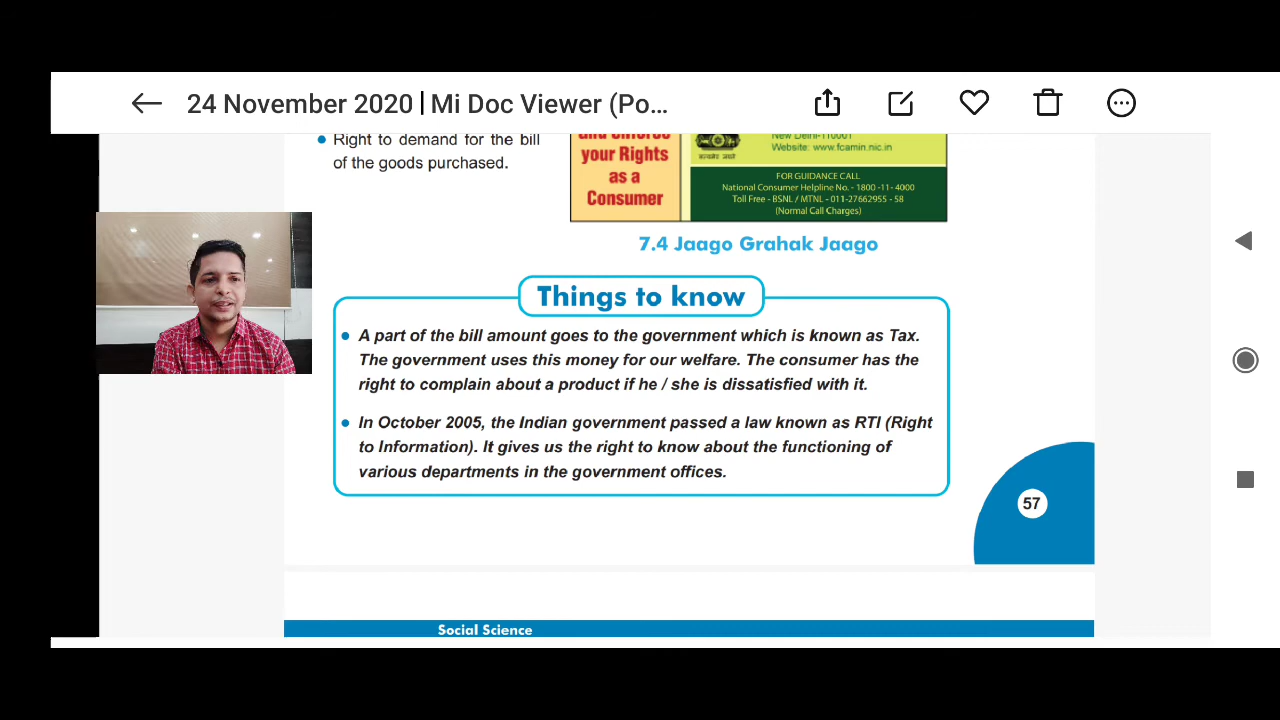 24 November 2020 | Mi Doc Viewer (Po...
Right to demand for the bill
of the goods purchased.
your Rights
as a
Consumer
New Delhi-110001
Website: www.fcamin.nic.in
सत्यमेव जयते
FOR GUIDANCE CALL
National Consumer Helpline No. - 1800 -11- 4000
Toll Free - BSNL / MTNL - 011-27662955 - 58
(Normal Call Charges)
7.4 Jaago Grahak Jaago
Things to know
A part of the bill amount goes to the government which is known as Tax.
The government uses this money for our welfare. The consumer has the
right to complain about a product if he / she is dissatisfied with it.
In October 2005, the Indian government passed a law known as RTI (Right
to Information). It gives us the right to know about the functioning of
various departments in the government offices.
57
Social Science